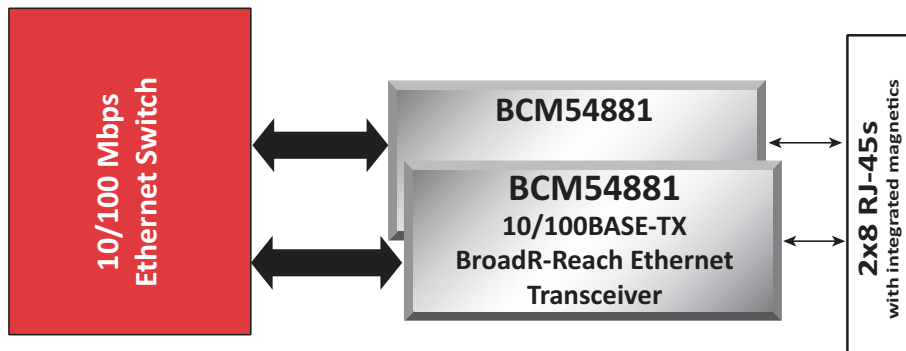 10/100 Mbps
Ethernet Switch
BCM54881
BCM54881
10/100BASE-TX
BroadR-Reach Ethernet
Transceiver
2x8 RJ-45s
with integrated magnetics